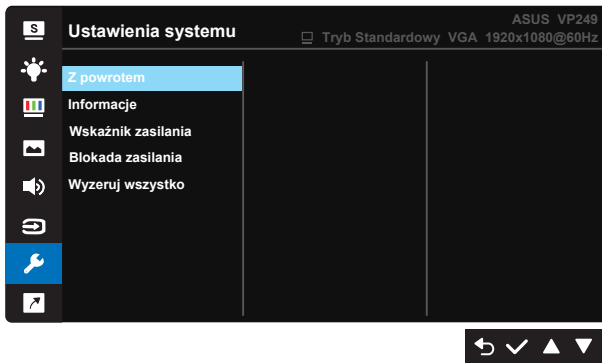 S
Ustawienia systemu
ASUS VP249
Tryb Standardowy VGA 1920x1080@60Hz
Z powrotem
Informacje
Wskaźnik zasilania
Blokada zasilania
Wyzeruj wszystko